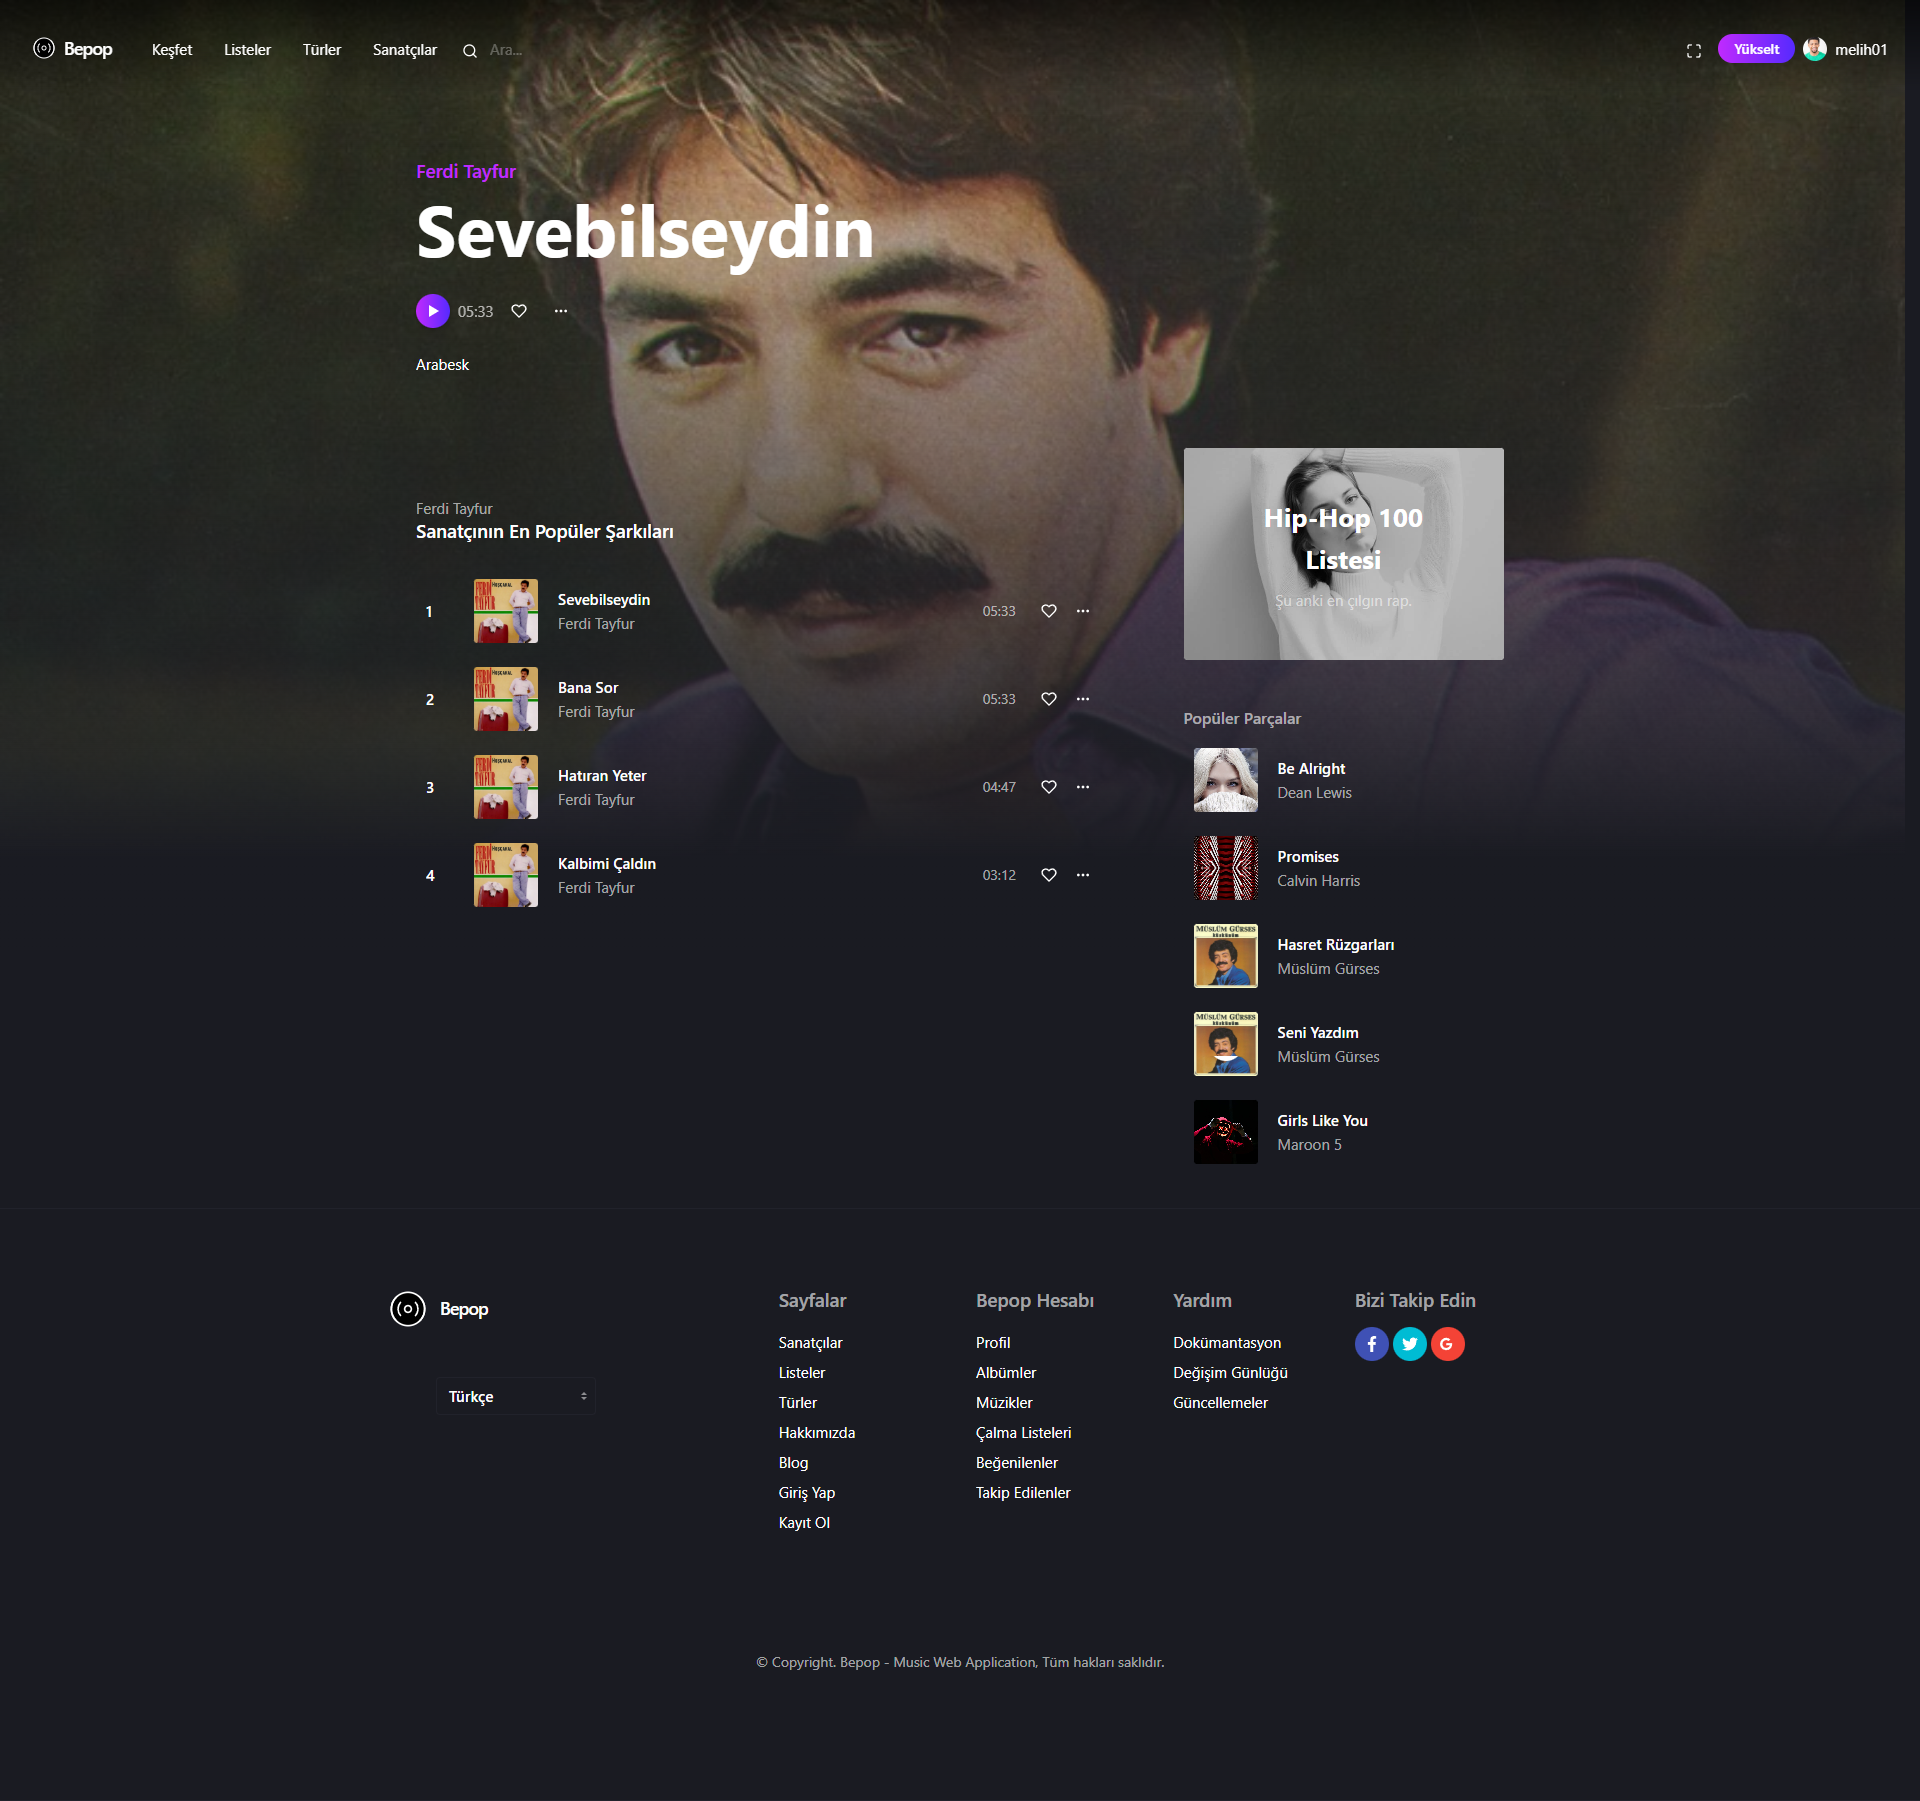 Bepop
Keşfet
Listeler
Türler
Sanatçılar
Ara...
Yükselt
melih01
Ferdi Tayfur
Sevebilseydin
05:33
Arabesk
Ferdi Tayfur
Sanatçının En Popüler Şarkıları
1
Sevebilseydin
Ferdi Tayfur
05:33
2
Bana Sor
Ferdi Tayfur
05:33
3
Hatıran Yeter
Ferdi Tayfur
04:47
4
Kalbimi Çaldın
Ferdi Tayfur
03:12
Hip-Hop 100
Listesi
Şu anki en çılgın rap.
Popüler Parçalar
Be Alright
Dean Lewis
Promises
Calvin Harris
MÜSLÜM GÜRSES
Hasret Rüzgarları
Müslüm Gürses
MÜSLÜM GÜRSES
Seni Yazdım
Müslüm Gürses
Girls Like You
Maroon 5
Bepop
Türkçe
Sayfalar
Sanatçılar
Listeler
Türler
Hakkımızda
Blog
Giriş Yap
Kayıt Ol
Bepop Hesabı
Profil
Albümler
Müzikler
Çalma Listeleri
Beğenilenler
Takip Edilenler
Yardım
Dokümantasyon
Değişim Günlüğü
Güncellemeler
Bizi Takip Edin
© Copyright. Bepop - Music Web Application, Tüm hakları saklıdır.